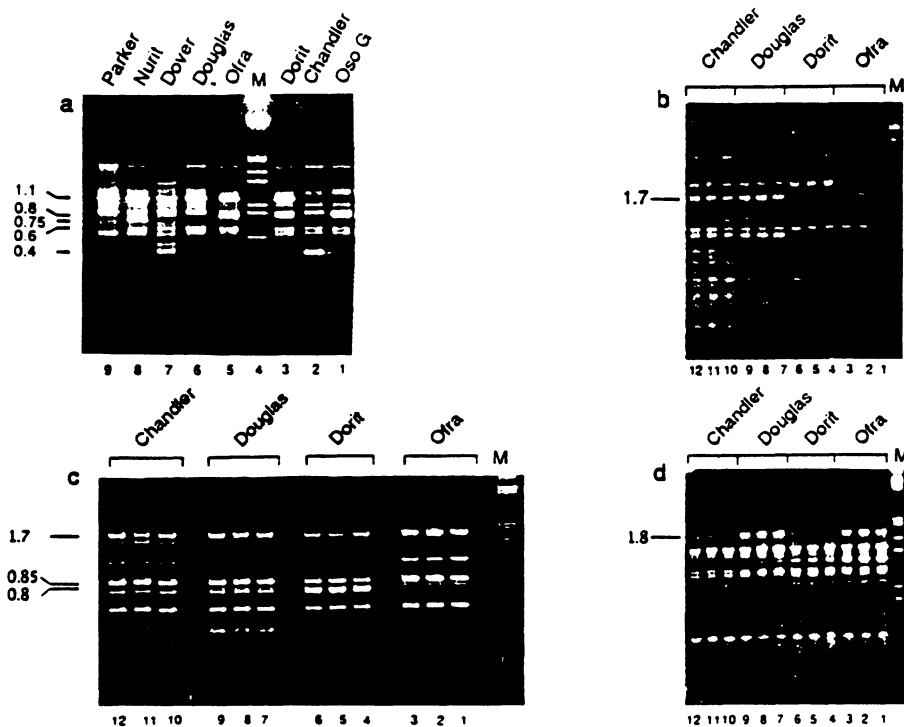 Parker Nurit Dover Douglas Ofra M Dorit Chandler Oso G
a
1.1
0.8
0.75
0.6
0.4
9 8 7 6 5 4 3 2 1
Chandler Douglas Dorit Ofra M
b
1.7
12 11 10 9 8 7 6 5 4 3 2 1
Chandler Douglas Dorit Ofra M
c
1.7
0.85
0.8
12 11 10 9 8 7 6 5 4 3 2 1
Chandler Douglas Dorit Ofra M
d
1.8
12 11 10 9 8 7 6 5 4 3 2 1